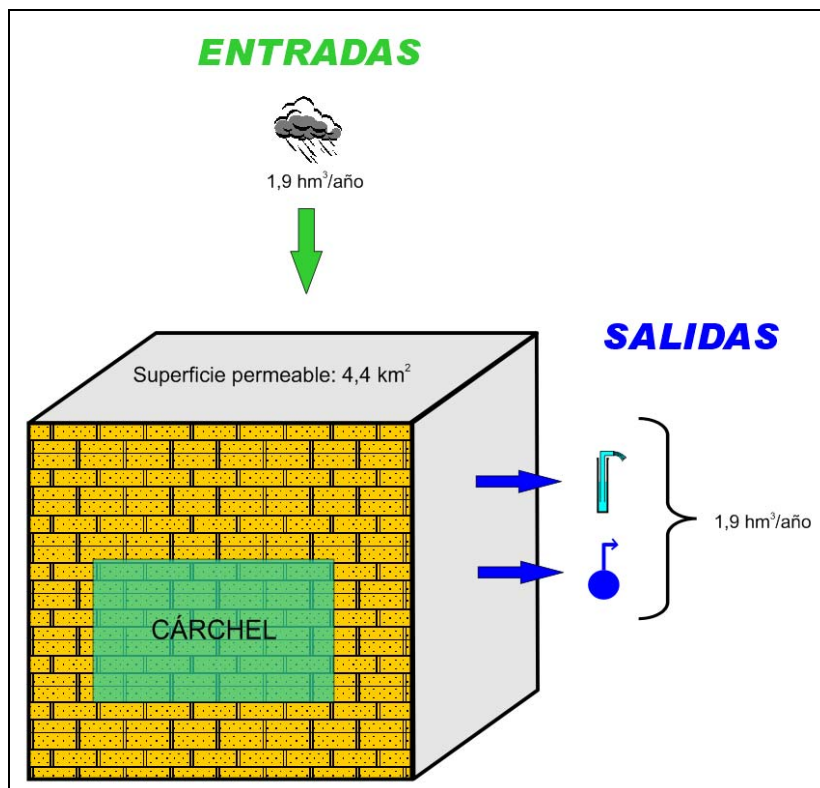 ENTRADAS
1,9 hm³/año
SALIDAS
Superficie permeable: 4,4 km²
1,9 hm³/año
CÁRCHEL